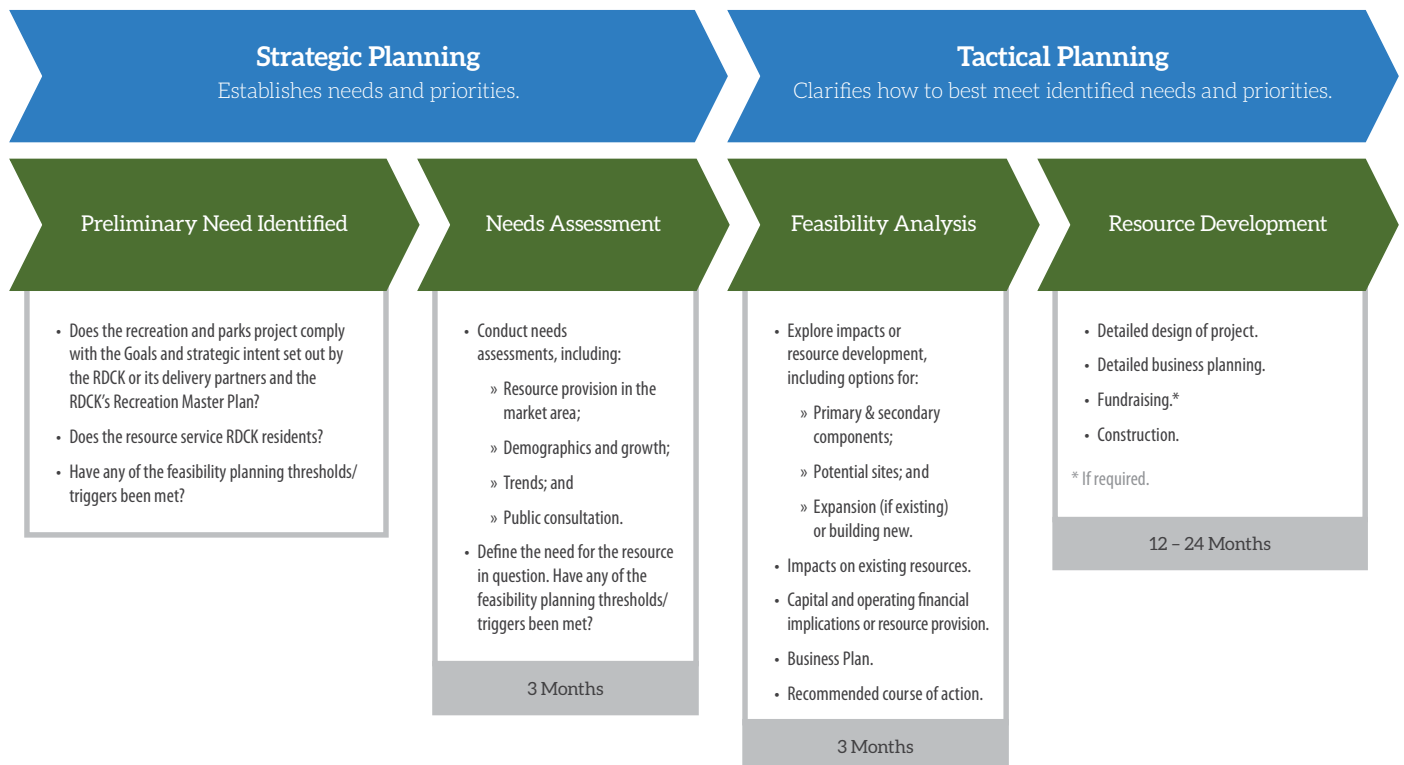 Strategic Planning
Establishes needs and priorities.
Tactical Planning
Clarifies how to best meet identified needs and priorities.
Preliminary Need Identified
• Does the recreation and parks project comply
with the Goals and strategic intent set out by
the RDCK or its delivery partners and the
RDCK's Recreation Master Plan?
• Does the resource service RDCK residents?
• Have any of the feasibility planning thresholds/
triggers been met?
Needs Assessment
• Conduct needs
assessments, including:
» Resource provision in the
market area;
» Demographics and growth;
» Trends; and
» Public consultation.
• Define the need for the resource
in question. Have any of the
feasibility planning thresholds/
triggers been met?
3 Months
Feasibility Analysis
• Explore impacts or
resource development,
including options for:
» Primary & secondary
components;
» Potential sites; and
» Expansion (if existing)
or building new.
• Impacts on existing resources.
• Capital and operating financial
implications or resource provision.
• Business Plan.
• Recommended course of action.
3 Months
Resource Development
• Detailed design of project.
• Detailed business planning.
• Fundraising.*
• Construction.
* If required.
12 – 24 Months